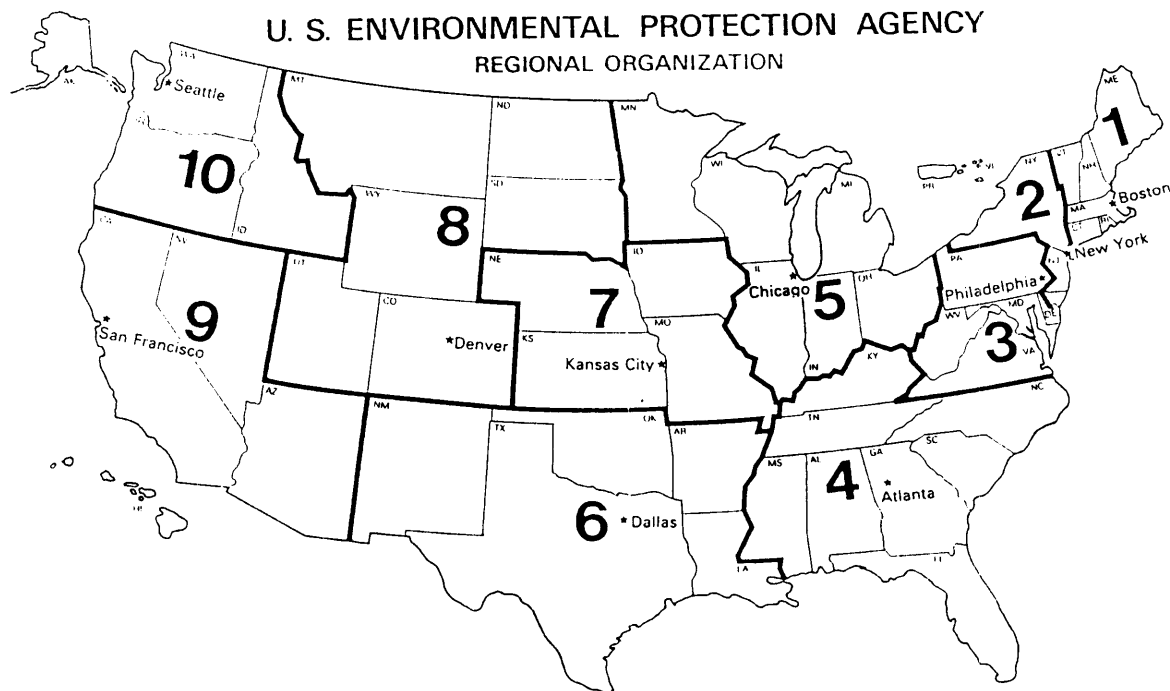 U. S. ENVIRONMENTAL PROTECTION AGENCY
REGIONAL ORGANIZATION
AK
WA
Seattle
OR
10
ID
MT
ND
MN
WI
MI
ME
1
VT
NH
NY
2
MA
Boston
CT
RI
New York
PR
VI
WY
8
SD
CA
NV
9
San Francisco
UT
CO
Denver
NE
7
KS
IO
MO
Kansas City
IL
Chicago
5
IN
OH
PA
NJ
Philadelphia
MD
DE
WV
3
VA
KY
NC
TN
SC
AZ
NM
TX
OK
AR
6
Dallas
LA
MS
AL
4
GA
Atlanta
HI